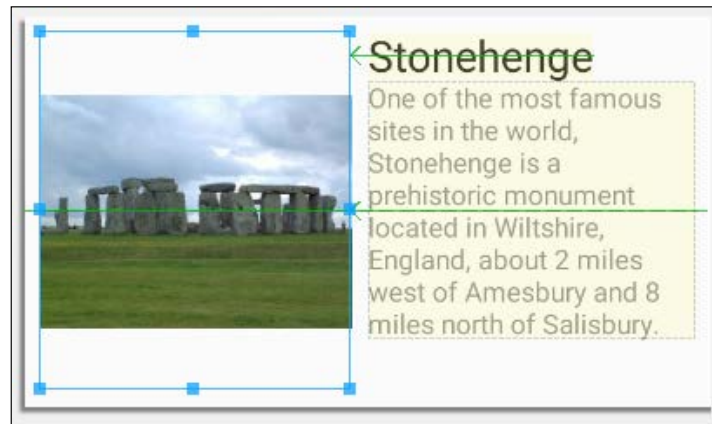 Stonehenge
One of the most famous
sites in the world,
Stonehenge is a
prehistoric monument
located in Wiltshire,
England, about 2 miles
west of Amesbury and 8
miles north of Salisbury.